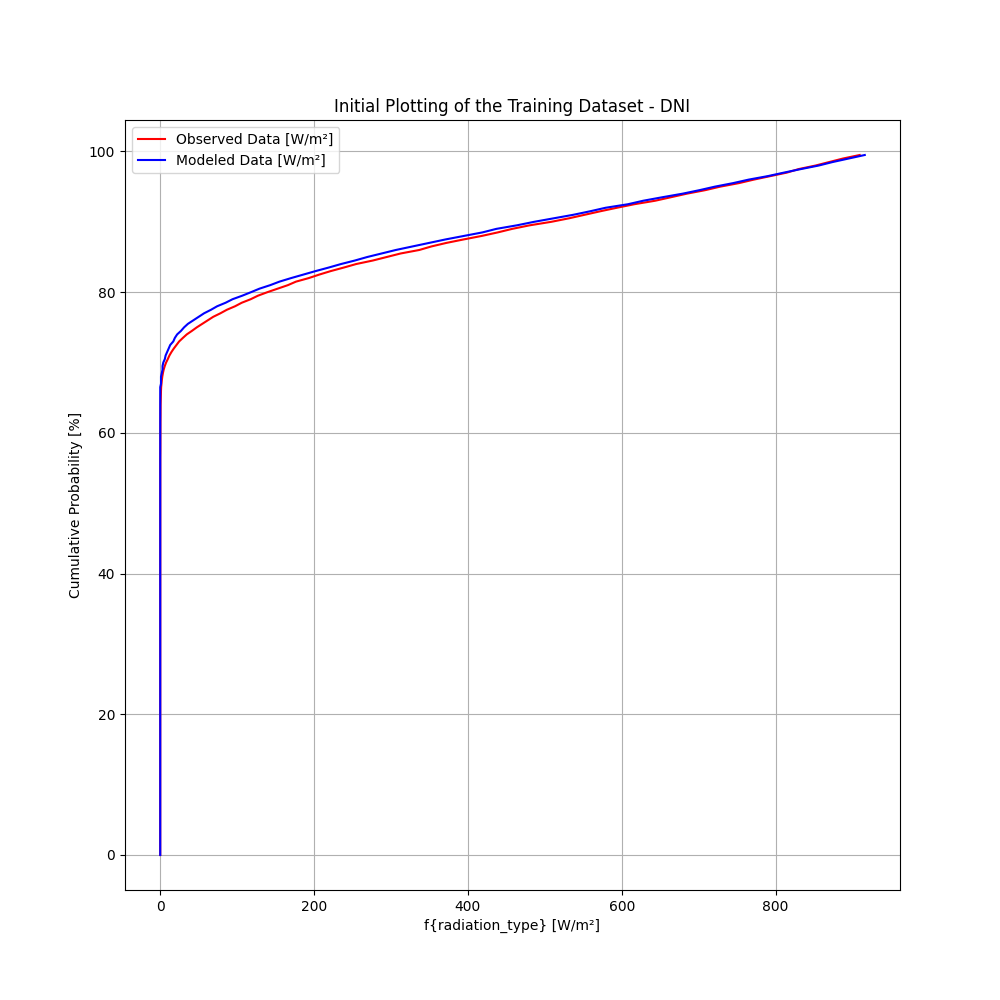 Initial Plotting of the Training Dataset - DNI
Observed Data [W/m²]
Modeled Data [W/m²]
100
80
60
40
20
0
Cumulative Probability [%]
0 200 400 600 800
f{radiation_type} [W/m²]